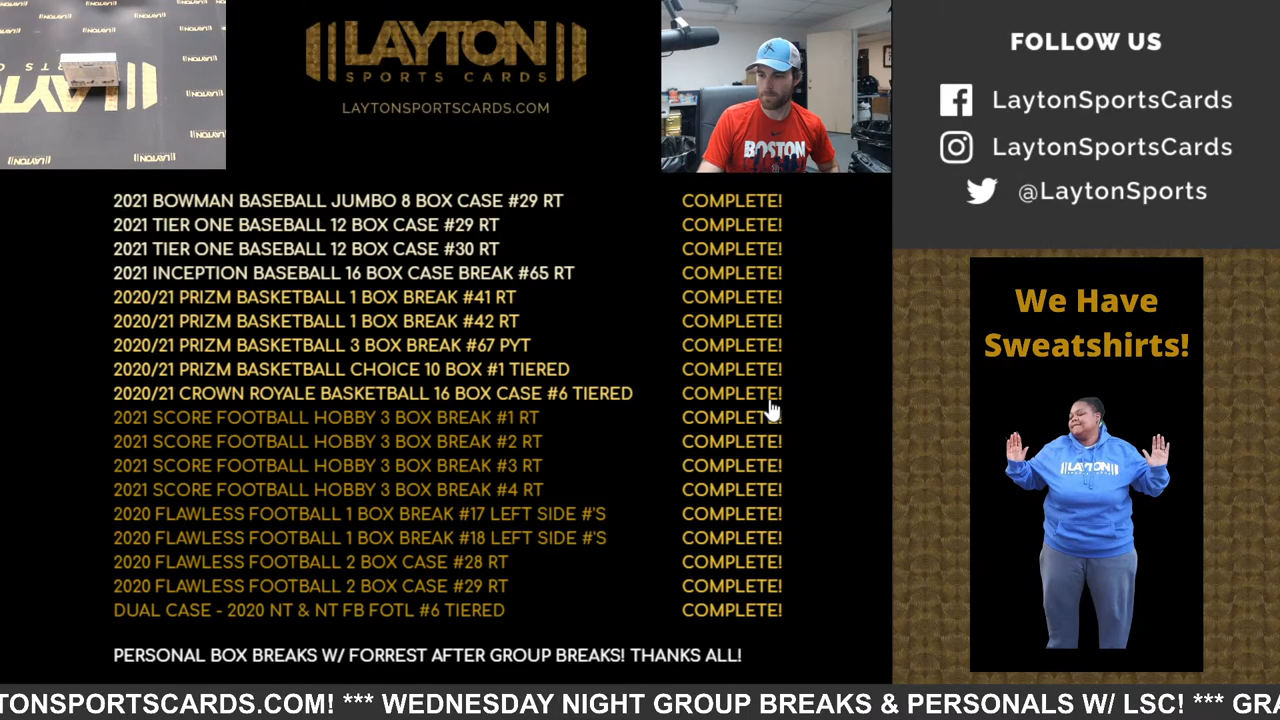 LAYTON
SPORTS CARDS
LAYTONSPORTSCARDS.COM
BOSTON
FOLLOW US
LaytonSportsCards
LaytonSportsCards
@LaytonSports
2021 BOWMAN BASEBALL JUMBO 8 BOX CASE #29 RT COMPLETE!
2021 TIER ONE BASEBALL 12 BOX CASE #29 RT COMPLETE!
2021 TIER ONE BASEBALL 12 BOX CASE #30 RT COMPLETE!
2021 INCEPTION BASEBALL 16 BOX CASE BREAK #65 RT COMPLETE!
2020/21 PRIZM BASKETBALL 1 BOX BREAK #41 RT COMPLETE!
2020/21 PRIZM BASKETBALL 1 BOX BREAK #42 RT COMPLETE!
2020/21 PRIZM BASKETBALL 3 BOX BREAK #67 PYT COMPLETE!
2020/21 PRIZM BASKETBALL CHOICE 10 BOX #1 TIERED COMPLETE!
2020/21 CROWN ROYALE BASKETBALL 16 BOX CASE #6 TIERED COMPLETE!
2021 SCORE FOOTBALL HOBBY 3 BOX BREAK #1 RT COMPLETE!
2021 SCORE FOOTBALL HOBBY 3 BOX BREAK #2 RT COMPLETE!
2021 SCORE FOOTBALL HOBBY 3 BOX BREAK #3 RT COMPLETE!
2021 SCORE FOOTBALL HOBBY 3 BOX BREAK #4 RT COMPLETE!
2020 FLAWLESS FOOTBALL 1 BOX BREAK #17 LEFT SIDE #'S COMPLETE!
2020 FLAWLESS FOOTBALL 1 BOX BREAK #18 LEFT SIDE #'S COMPLETE!
2020 FLAWLESS FOOTBALL 2 BOX CASE #28 RT COMPLETE!
2020 FLAWLESS FOOTBALL 2 BOX CASE #29 RT COMPLETE!
DUAL CASE - 2020 NT & NT FB FOTL #6 TIERED COMPLETE!
PERSONAL BOX BREAKS W/ FORREST AFTER GROUP BREAKS! THANKS ALL!
We Have
Sweatshirts!
LAYTON
TONSPORTSCARDS.COM! *** WEDNESDAY NIGHT GROUP BREAKS & PERSONALS W/ LSC! *** GRA